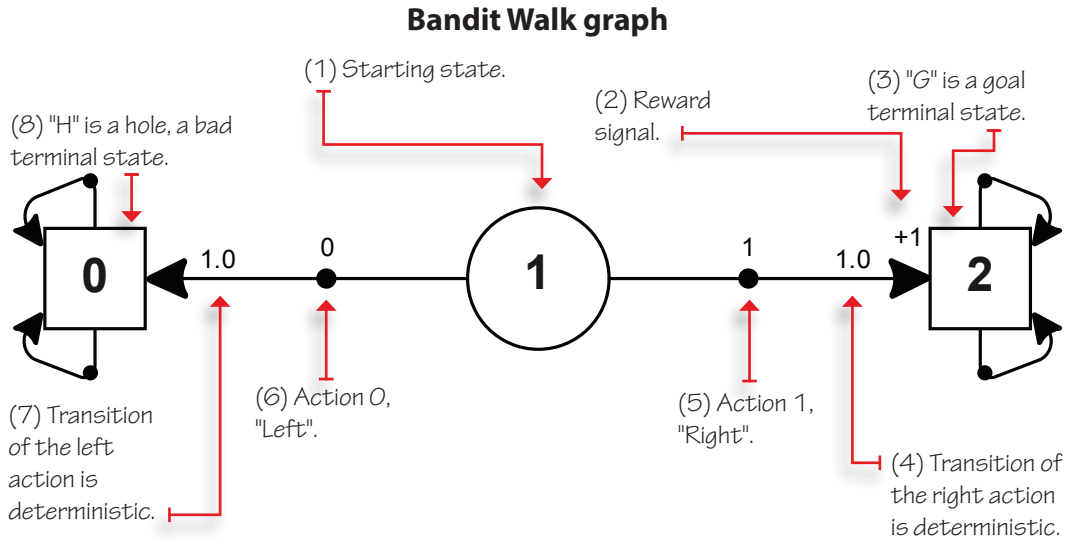 Bandit Walk graph
(1) Starting state.
(2) Reward
signal.
(3) "G" is a goal
terminal state.
(8) "H" is a hole, a bad
terminal state.
0
1.0
0
1
1
1.0
+1
2
(7) Transition
of the left
action is
deterministic.
(6) Action 0,
"Left".
(5) Action 1,
"Right".
(4) Transition of
the right action
is deterministic.